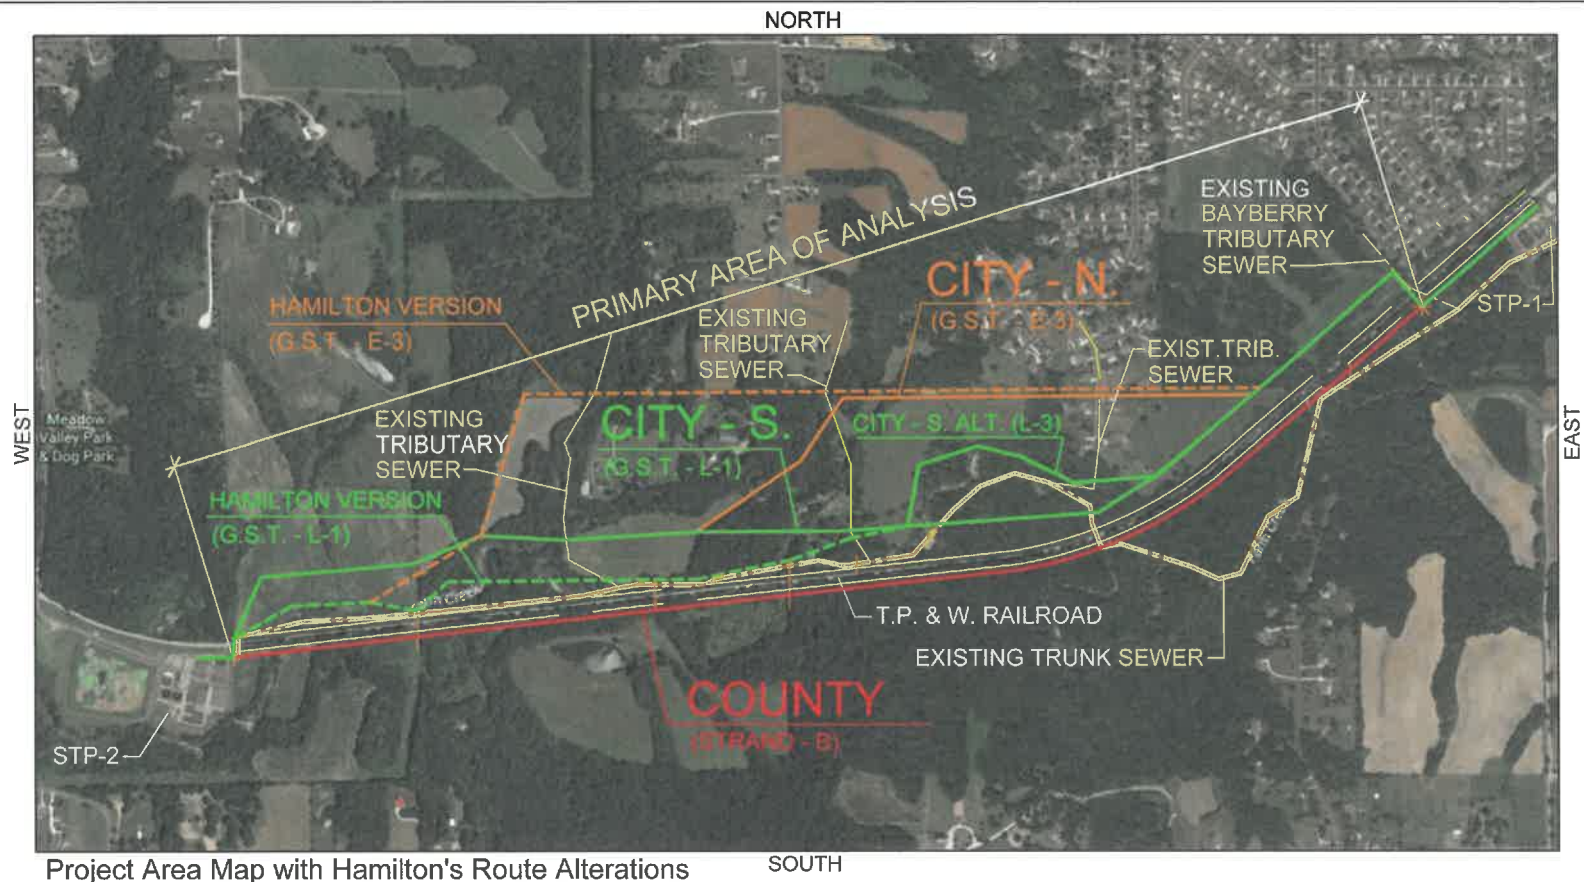 NORTH
EXISTING
BAYBERRY
TRIBUTARY
SEWER
PRIMARY AREA OF ANALYSIS
CITY - N.
(G.S.T. - E-3)
HAMILTON VERSION
(G.S.T. - E-3)
STP-1
EXISTING
TRIBUTARY
SEWER
EXIST.TRIB.
SEWER
WEST
EAST
Meadow
Valley Park
& Dog Park
EXISTING
TRIBUTARY
SEWER
CITY - S.
(G.S.T. - L-1)
CITY - S. ALT. (L-3)
HAMILTON VERSION
(G.S.T. - L-1)
T.P. & W. RAILROAD
EXISTING TRUNK SEWER
COUNTY
(STRAND - B)
STP-2
Project Area Map with Hamilton's Route Alterations
SOUTH